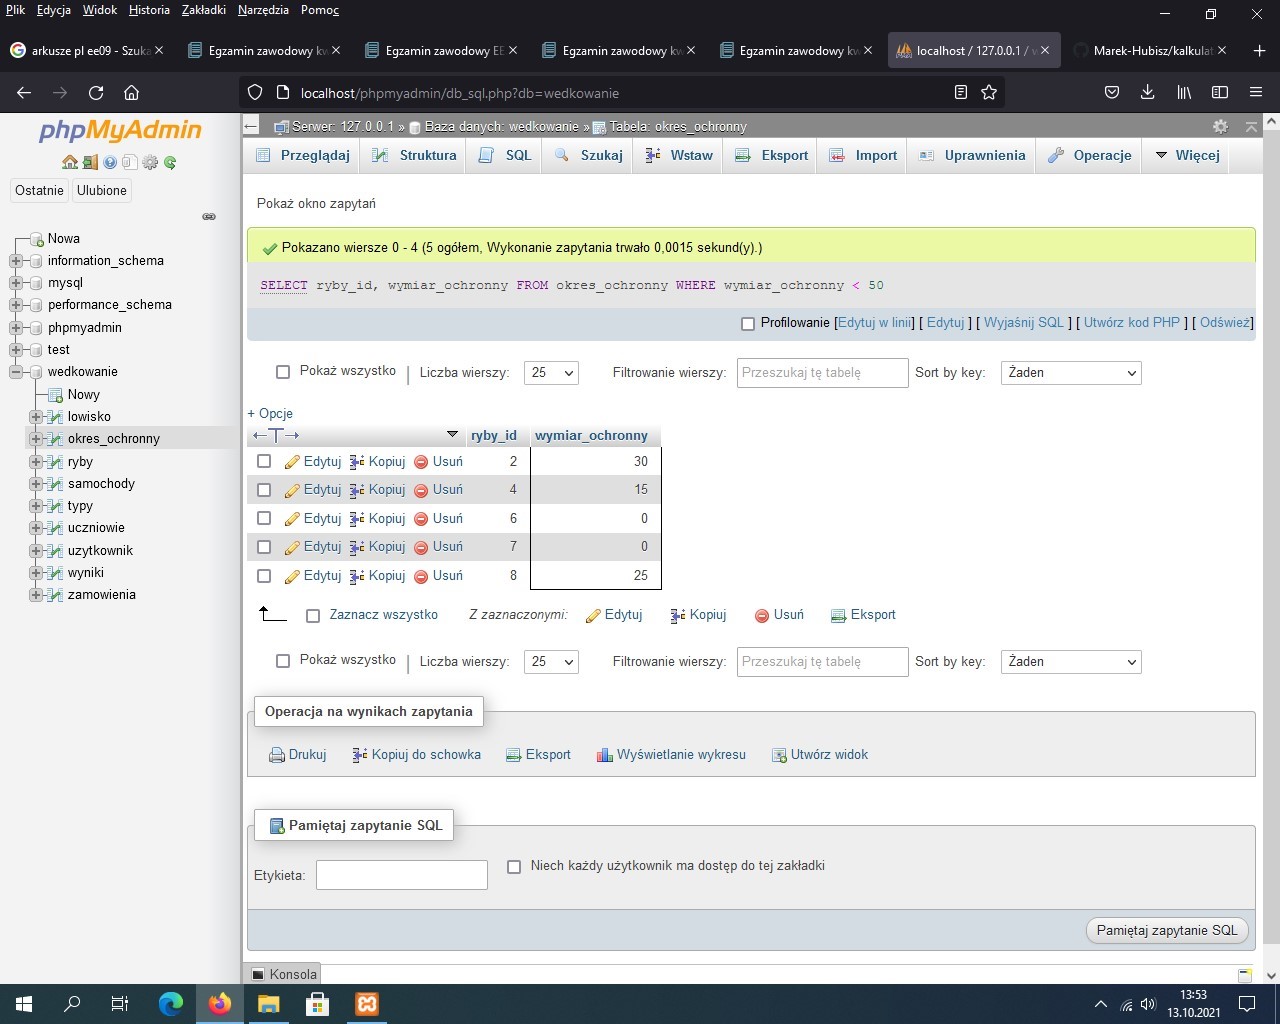 Plik Edycja Widok Historia Zakładki Narzędzia Pomoc
arkusze pl ee09 - Szuka
Egzamin zawodowy kw
Egzamin zawodowy EE
Egzamin zawodowy kw
Egzamin zawodowy kw
localhost / 127.0.0.1 / w
Marek-Hubisz/kalkulat
localhost/phpmyadmin/db_sql.php?db=wedkowanie
phpMyAdmin
Ostatnie Ulubione
Nowa
information_schema
mysql
performance_schema
phpmyadmin
test
wedkowanie
Nowy
lowisko
okres_ochronny
ryby
samochody
typy
uczniowie
uzytkownik
wyniki
zamowienia
Serwer: 127.0.0.1 » Baza danych: wedkowanie » Tabela: okres_ochronny
Przeglądaj Struktura SQL Szukaj Wstaw Eksport Import Uprawnienia Operacje Więcej
Pokaż okno zapytań
Pokazano wiersze 0 - 4 (5 ogółem, Wykonanie zapytania trwało 0,0015 sekund(y).)
SELECT ryby_id, wymiar_ochronny FROM okres_ochronny WHERE wymiar_ochronny < 50
Profilowanie [Edytuj w linii] [ Edytuj ] [ Wyjaśnij SQL ] [ Utwórz kod PHP ] [ Odśwież]
Pokaż wszystko | Liczba wierszy: 25 Filtrowanie wierszy: Przeszukaj tę tabelę Sort by key: Żaden
+ Opcje
←T→ ryby_id wymiar_ochronny
Edytuj Kopiuj Usuń 2 30
Edytuj Kopiuj Usuń 4 15
Edytuj Kopiuj Usuń 6 0
Edytuj Kopiuj Usuń 7 0
Edytuj Kopiuj Usuń 8 25
Zaznacz wszystko Z zaznaczonymi: Edytuj Kopiuj Usuń Eksport
Pokaż wszystko | Liczba wierszy: 25 Filtrowanie wierszy: Przeszukaj tę tabelę Sort by key: Żaden
Operacja na wynikach zapytania
Drukuj Kopiuj do schowka Eksport Wyświetlanie wykresu Utwórz widok
Pamiętaj zapytanie SQL
Etykieta: Niech każdy użytkownik ma dostęp do tej zakładki
Pamiętaj zapytanie SQL
Konsola
13:53
13.10.2021